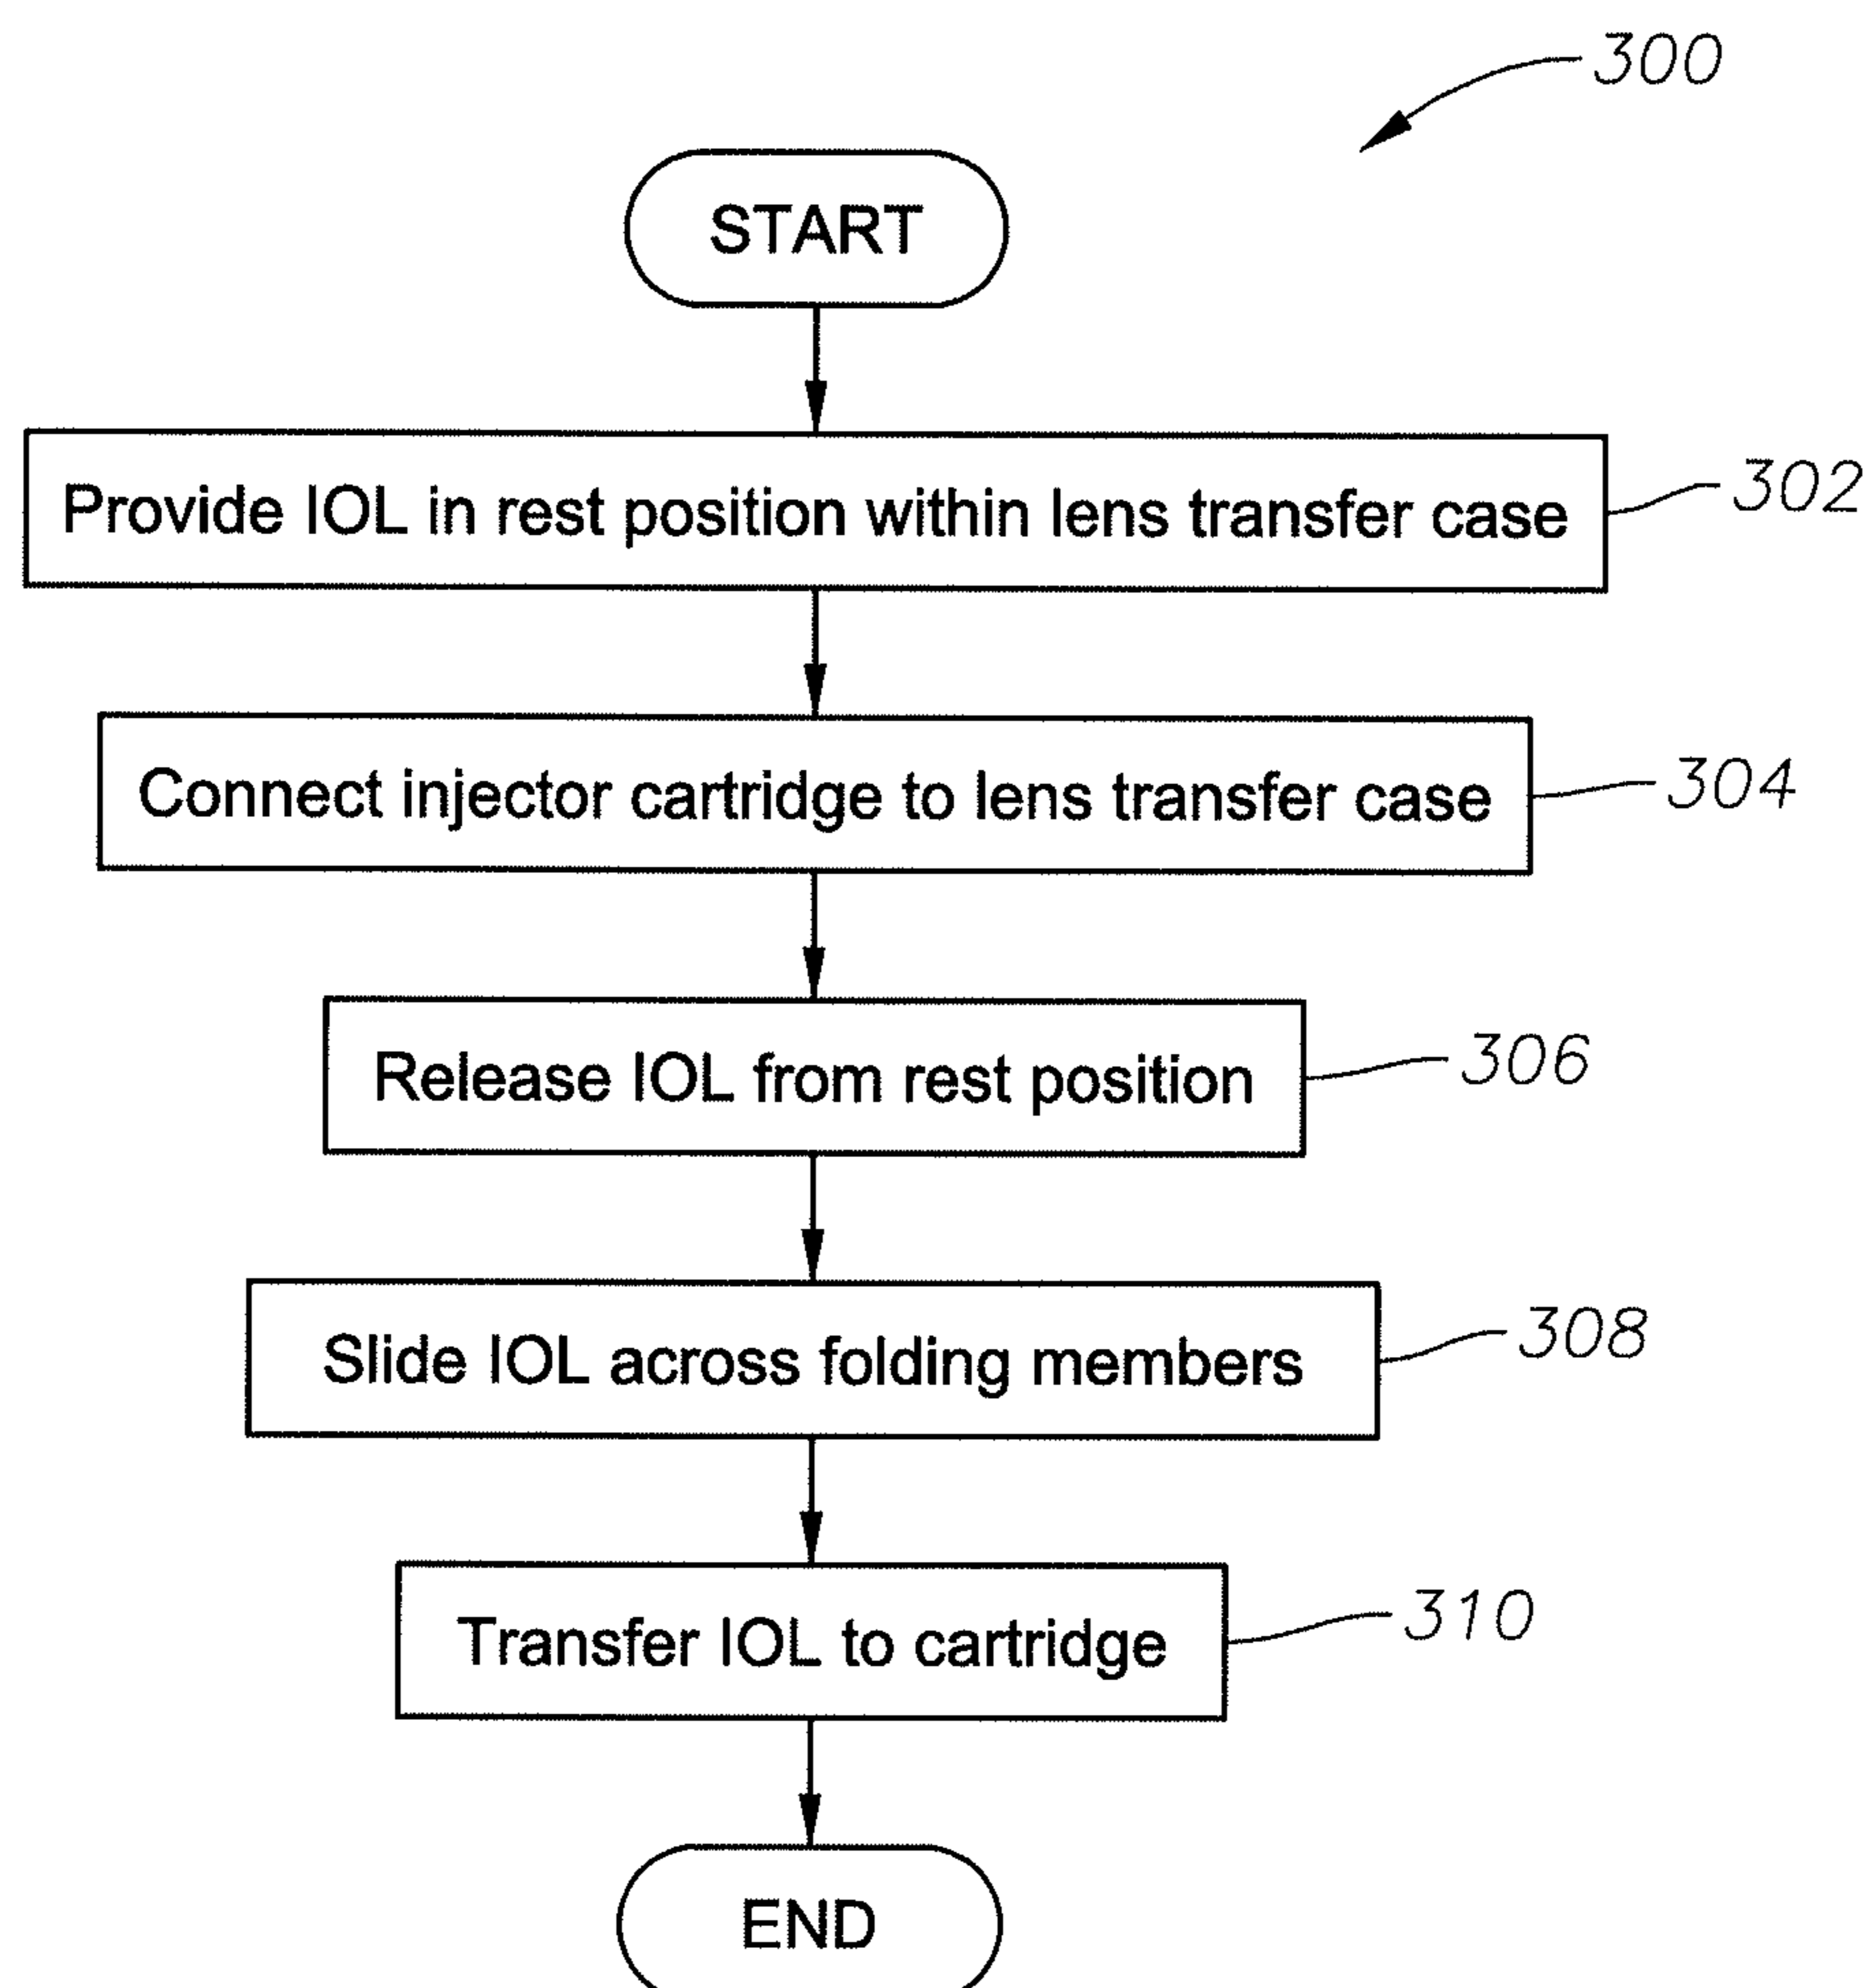 300
START
Provide IOL in rest position within lens transfer case
302
Connect injector cartridge to lens transfer case
304
Release IOL from rest position
306
Slide IOL across folding members
308
Transfer IOL to cartridge
310
END